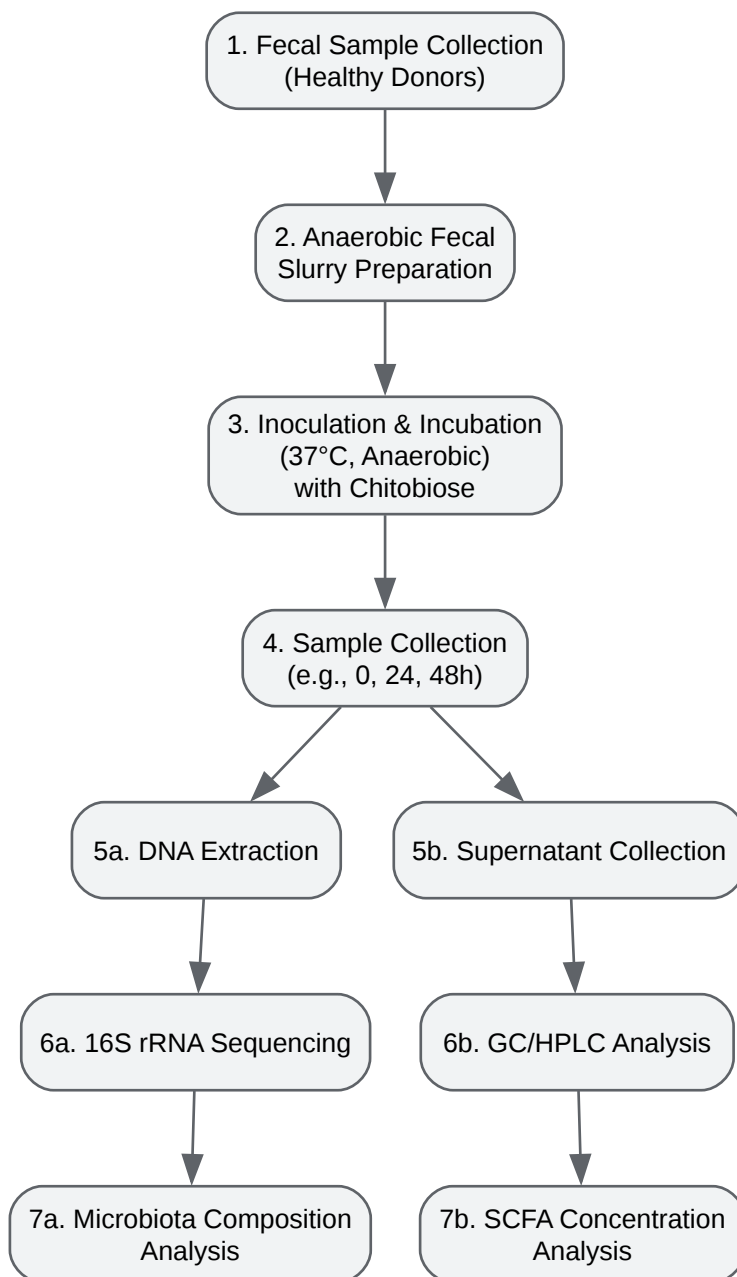 1. Fecal Sample Collection
(Healthy Donors)
2. Anaerobic Fecal
Slurry Preparation
3. Inoculation & Incubation
(37°C, Anaerobic)
with Chitobiose
4. Sample Collection
(e.g., 0, 24, 48h)
5a. DNA Extraction
5b. Supernatant Collection
6a. 16S rRNA Sequencing
6b. GC/HPLC Analysis
7a. Microbiota Composition
Analysis
7b. SCFA Concentration
Analysis